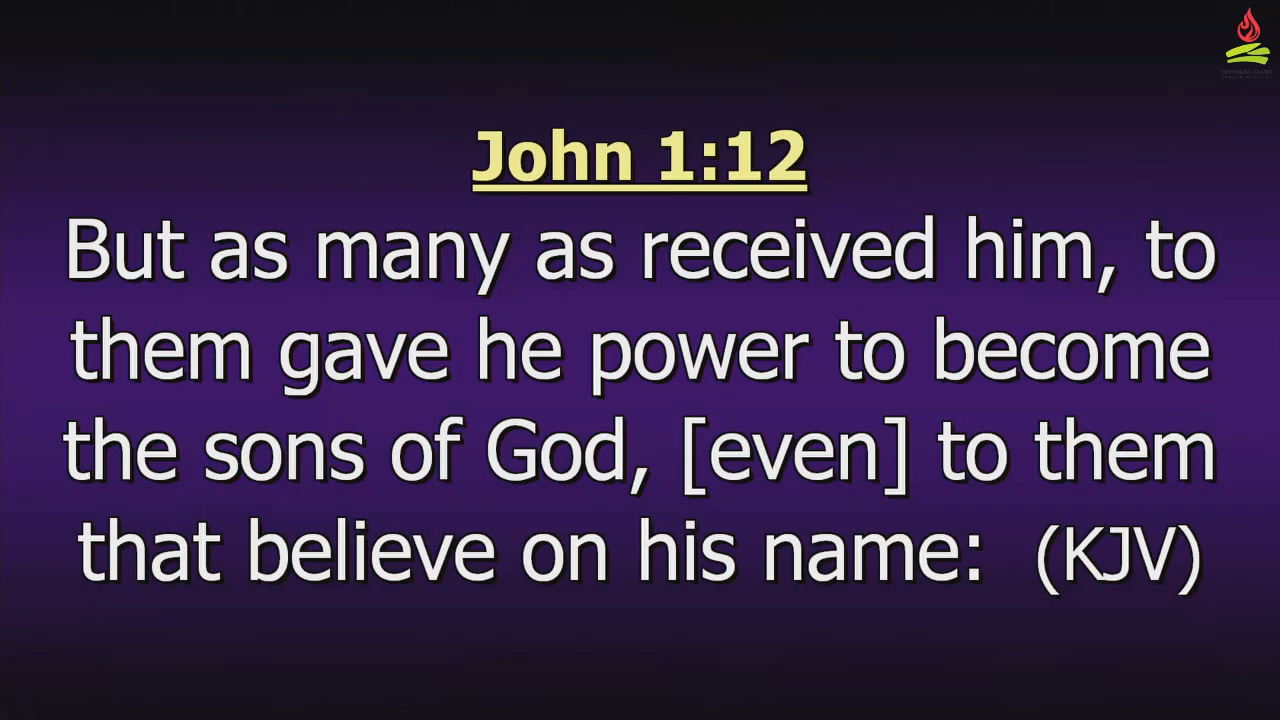 John 1:12
But as many as received him, to
them gave he power to become
the sons of God, [even] to them
that believe on his name: (KJV)